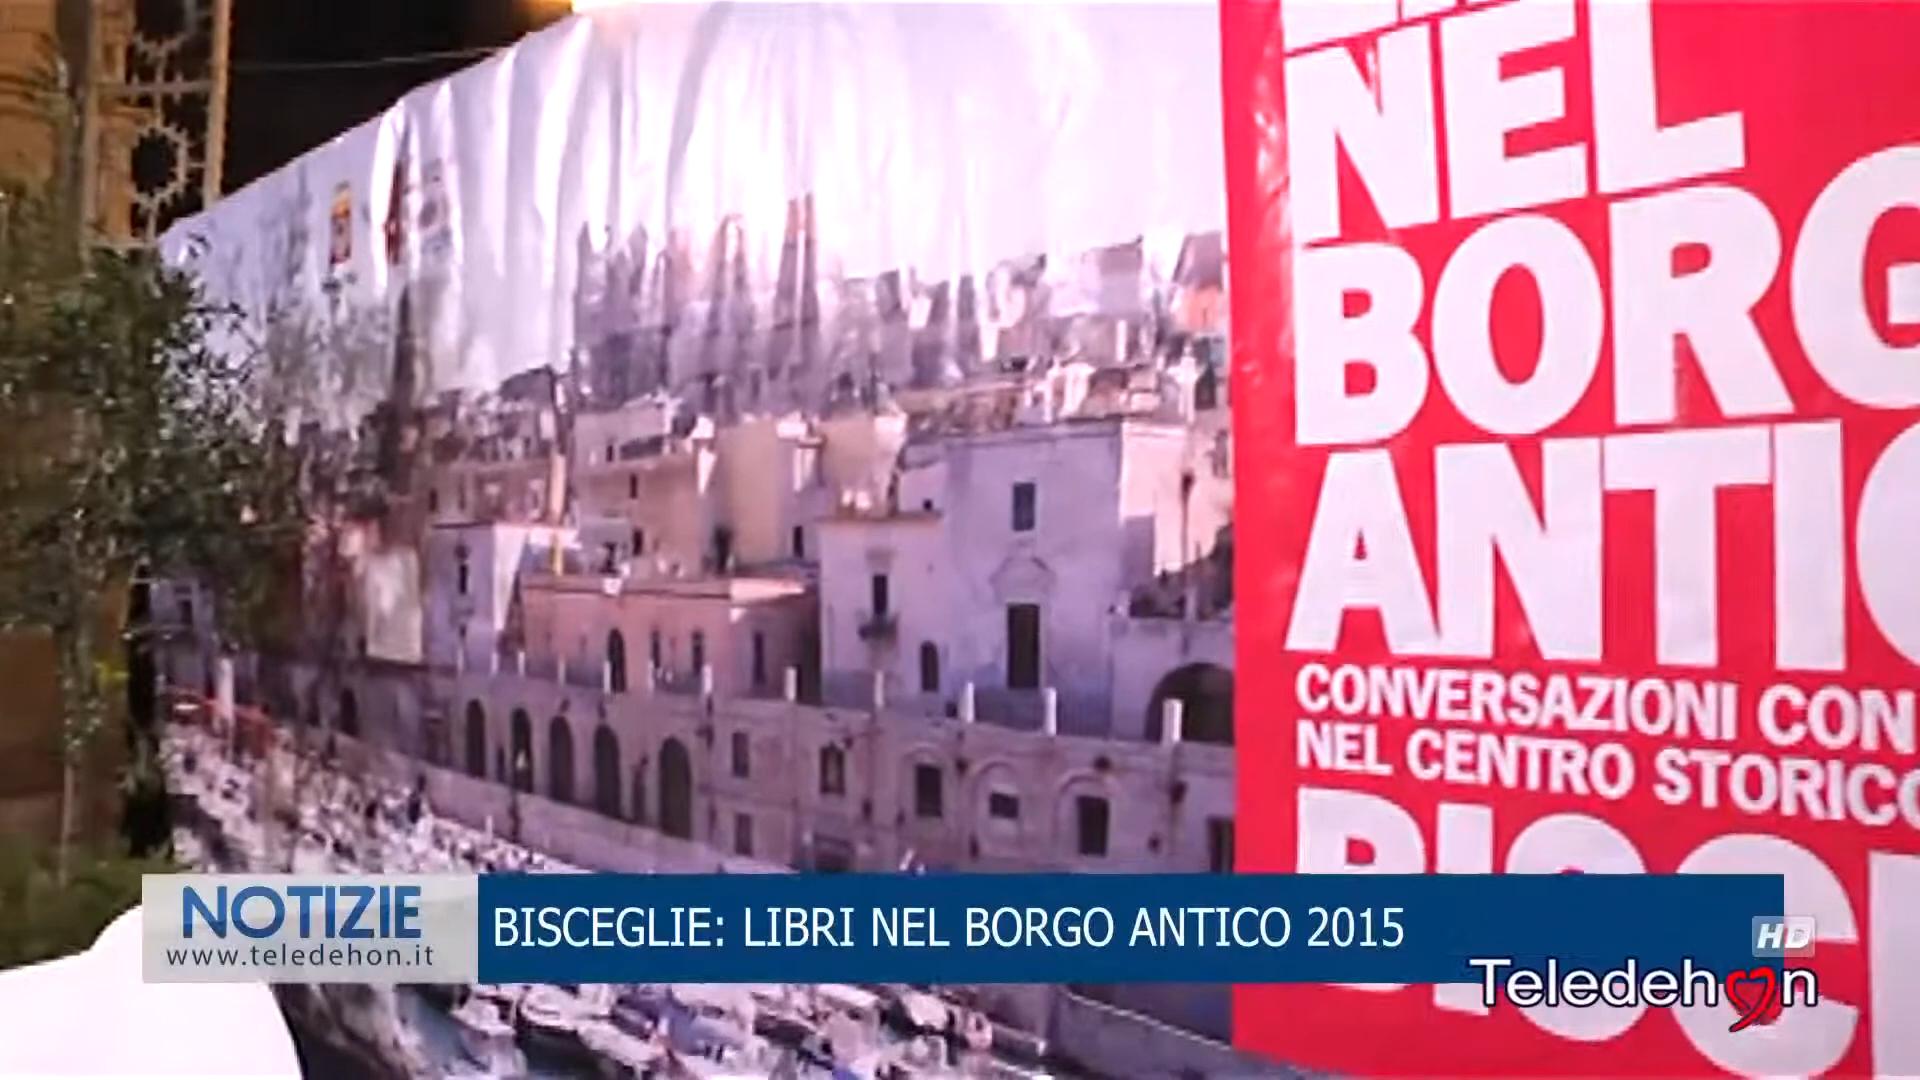 NEL
BORG
ANTIC
CONVERSAZIONI CON
NEL CENTRO STORICO
BISCE
NOTIZIE
www.teledehon.it
BISCEGLIE: LIBRI NEL BORGO ANTICO 2015
HD
Teledehon